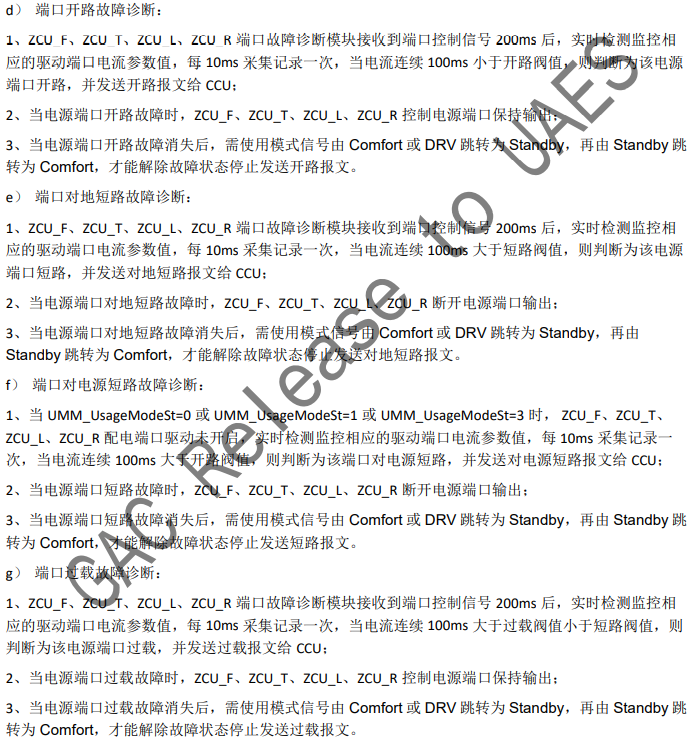 d） 端口开路故障诊断：
1、ZCU_F、ZCU_T、ZCU_L、ZCU_R 端口故障诊断模块接收到端口控制信号 200ms 后，实时检测监控相
应的驱动端口电流参数值，每 10ms 采集记录一次，当电流连续 100ms 小于开路阀值，则判断为该电源
端口开路，并发送开路报文给 CCU；
2、当电源端口开路故障时，ZCU_F、ZCU_T、ZCU_L、ZCU_R 控制电源端口保持输出；
3、当电源端口开路故障消失后，需使用模式信号由 Comfort 或 DRV 跳转为 Standby，再由 Standby 跳
转为 Comfort，才能解除故障状态停止发送开路报文。
e） 端口对地短路故障诊断：
1、ZCU_F、ZCU_T、ZCU_L、ZCU_R 端口故障诊断模块接收到端口控制信号 200ms 后，实时检测监控相
应的驱动端口电流参数值，每 10ms 采集记录一次，当电流连续 100ms 大于短路阀值，则判断为该电源
端口短路，并发送对地短路报文给 CCU；
2、当电源端口对地短路故障时，ZCU_F、ZCU_T、ZCU_L、ZCU_R 断开电源端口输出；
3、当电源端口对地短路故障消失后，需使用模式信号由 Comfort 或 DRV 跳转为 Standby，再由
Standby 跳转为 Comfort，才能解除故障状态停止发送对地短路报文。
f） 端口对电源短路故障诊断：
1、当 UMM_UsageModeSt=0 或 UMM_UsageModeSt=1 或 UMM_UsageModeSt=3 时， ZCU_F、ZCU_T、
ZCU_L、ZCU_R 配电端口驱动未开启，实时检测监控相应的驱动端口电流参数值，每 10ms 采集记录一
次，当电流连续 100ms 大于开路阀值，则判断为该端口对电源短路，并发送对电源短路报文给 CCU；
2、当电源端口短路故障时，ZCU_F、ZCU_T、ZCU_L、ZCU_R 断开电源端口输出；
3、当电源端口短路故障消失后，需使用模式信号由 Comfort 或 DRV 跳转为 Standby，再由 Standby 跳
转为 Comfort，才能解除故障状态停止发送短路报文。
g） 端口过载故障诊断：
1、ZCU_F、ZCU_T、ZCU_L、ZCU_R 端口故障诊断模块接收到端口控制信号 200ms 后，实时检测监控相
应的驱动端口电流参数值，每 10ms 采集记录一次，当电流连续 100ms 大于过载阀值小于短路阀值，则
判断为该电源端口过载，并发送过载报文给 CCU；
2、当电源端口过载故障时，ZCU_F、ZCU_T、ZCU_L、ZCU_R 控制电源端口保持输出；
3、当电源端口过载故障消失后，需使用模式信号由 Comfort 或 DRV 跳转为 Standby，再由 Standby 跳
转为 Comfort，才能解除故障状态停止发送过载报文。
GAC Release to UAES